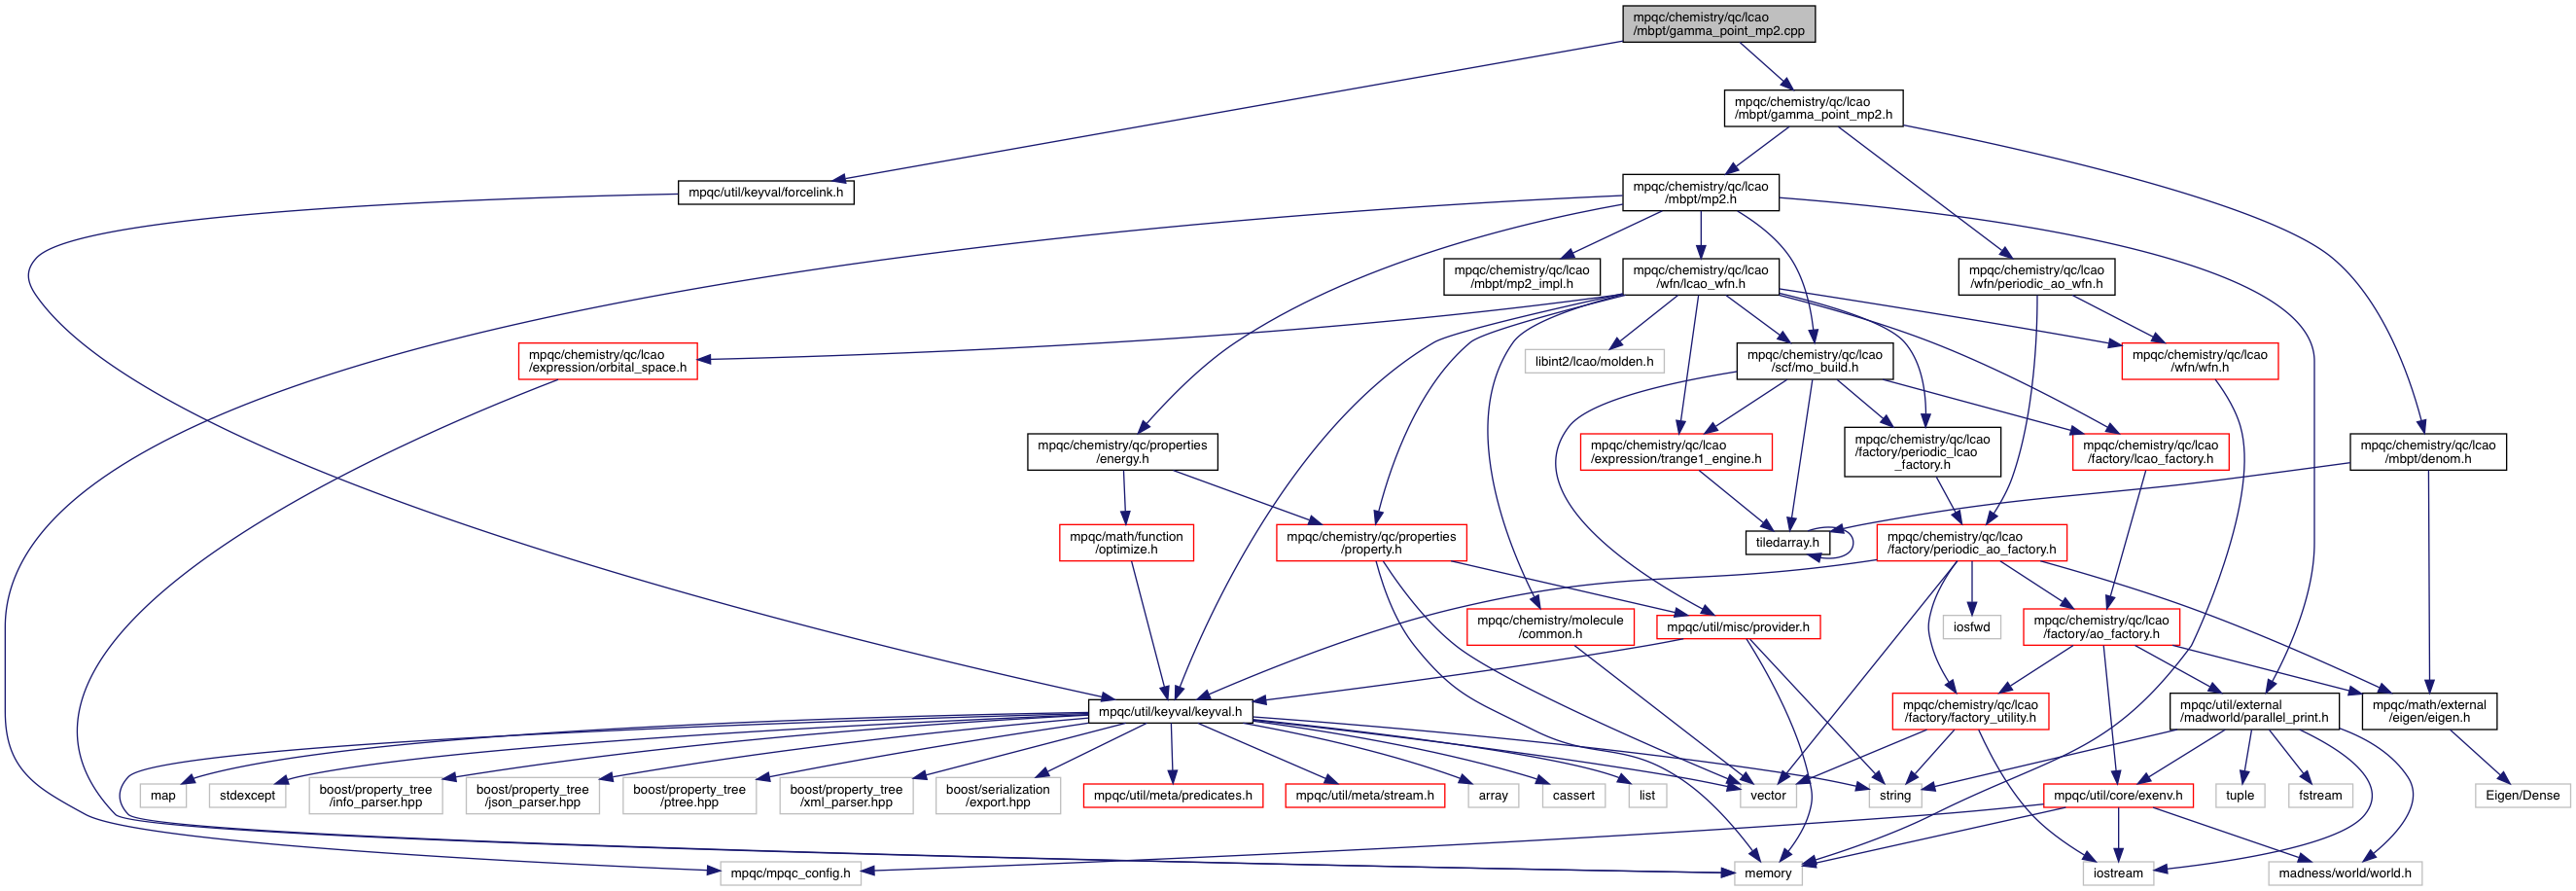 mpqc/chemistry/qc/lcao
/mbpt/gamma_point_mp2.cpp
mpqc/chemistry/qc/lcao
/mbpt/gamma_point_mp2.h
mpqc/util/keyval/forcelink.h
mpqc/chemistry/qc/lcao
/mbpt/mp2.h
mpqc/chemistry/qc/lcao
/mbpt/mp2_impl.h
mpqc/chemistry/qc/lcao
/wfn/lcao_wfn.h
mpqc/chemistry/qc/lcao
/wfn/periodic_ao_wfn.h
mpqc/chemistry/qc/lcao
/expression/orbital_space.h
libint2/lcao/molden.h
mpqc/chemistry/qc/lcao
/scf/mo_build.h
mpqc/chemistry/qc/lcao
/wfn/wfn.h
mpqc/chemistry/qc/properties
/energy.h
mpqc/chemistry/qc/lcao
/expression/trange1_engine.h
mpqc/chemistry/qc/lcao
/factory/periodic_lcao
_factory.h
mpqc/chemistry/qc/lcao
/factory/lcao_factory.h
mpqc/chemistry/qc/lcao
/mbpt/denom.h
mpqc/math/function
/optimize.h
mpqc/chemistry/qc/properties
/property.h
tiledarray.h
mpqc/chemistry/qc/lcao
/factory/periodic_ao_factory.h
mpqc/chemistry/molecule
/common.h
mpqc/util/misc/provider.h
iosfwd
mpqc/chemistry/qc/lcao
/factory/ao_factory.h
mpqc/util/keyval/keyval.h
mpqc/chemistry/qc/lcao
/factory/factory_utility.h
mpqc/util/external
/madworld/parallel_print.h
mpqc/math/external
/eigen/eigen.h
map
stdexcept
boost/property_tree
/info_parser.hpp
boost/property_tree
/json_parser.hpp
boost/property_tree
/ptree.hpp
boost/property_tree
/xml_parser.hpp
boost/serialization
/export.hpp
mpqc/util/meta/predicates.h
mpqc/util/meta/stream.h
array
cassert
list
vector
string
mpqc/util/core/exenv.h
tuple
fstream
Eigen/Dense
mpqc/mpqc_config.h
memory
iostream
madness/world/world.h